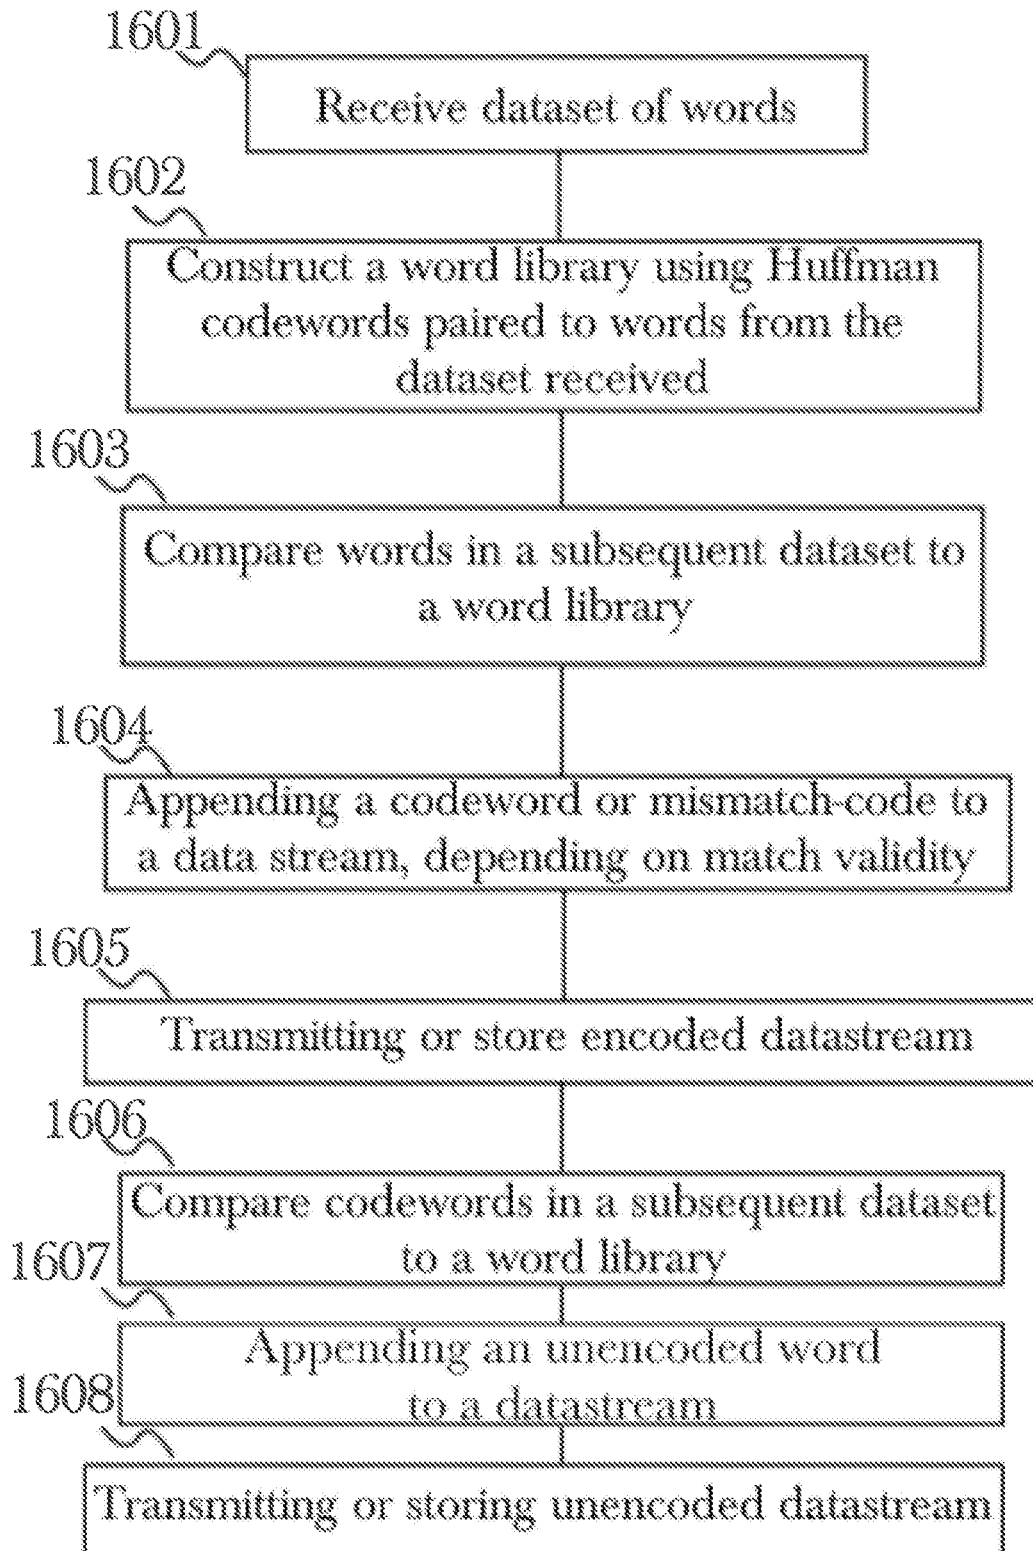 1601
Receive dataset of words
1602
Construct a word library using Huffman
codewords paired to words from the
dataset received
1603
Compare words in a subsequent dataset to
a word library
1604
Appending a codeword or mismatch-code to
a data stream, depending on match validity
1605
Transmitting or store encoded datastream
1606
Compare codewords in a subsequent dataset
to a word library
1607
Appending an unencoded word
to a datastream
1608
Transmitting or storing unencoded datastream